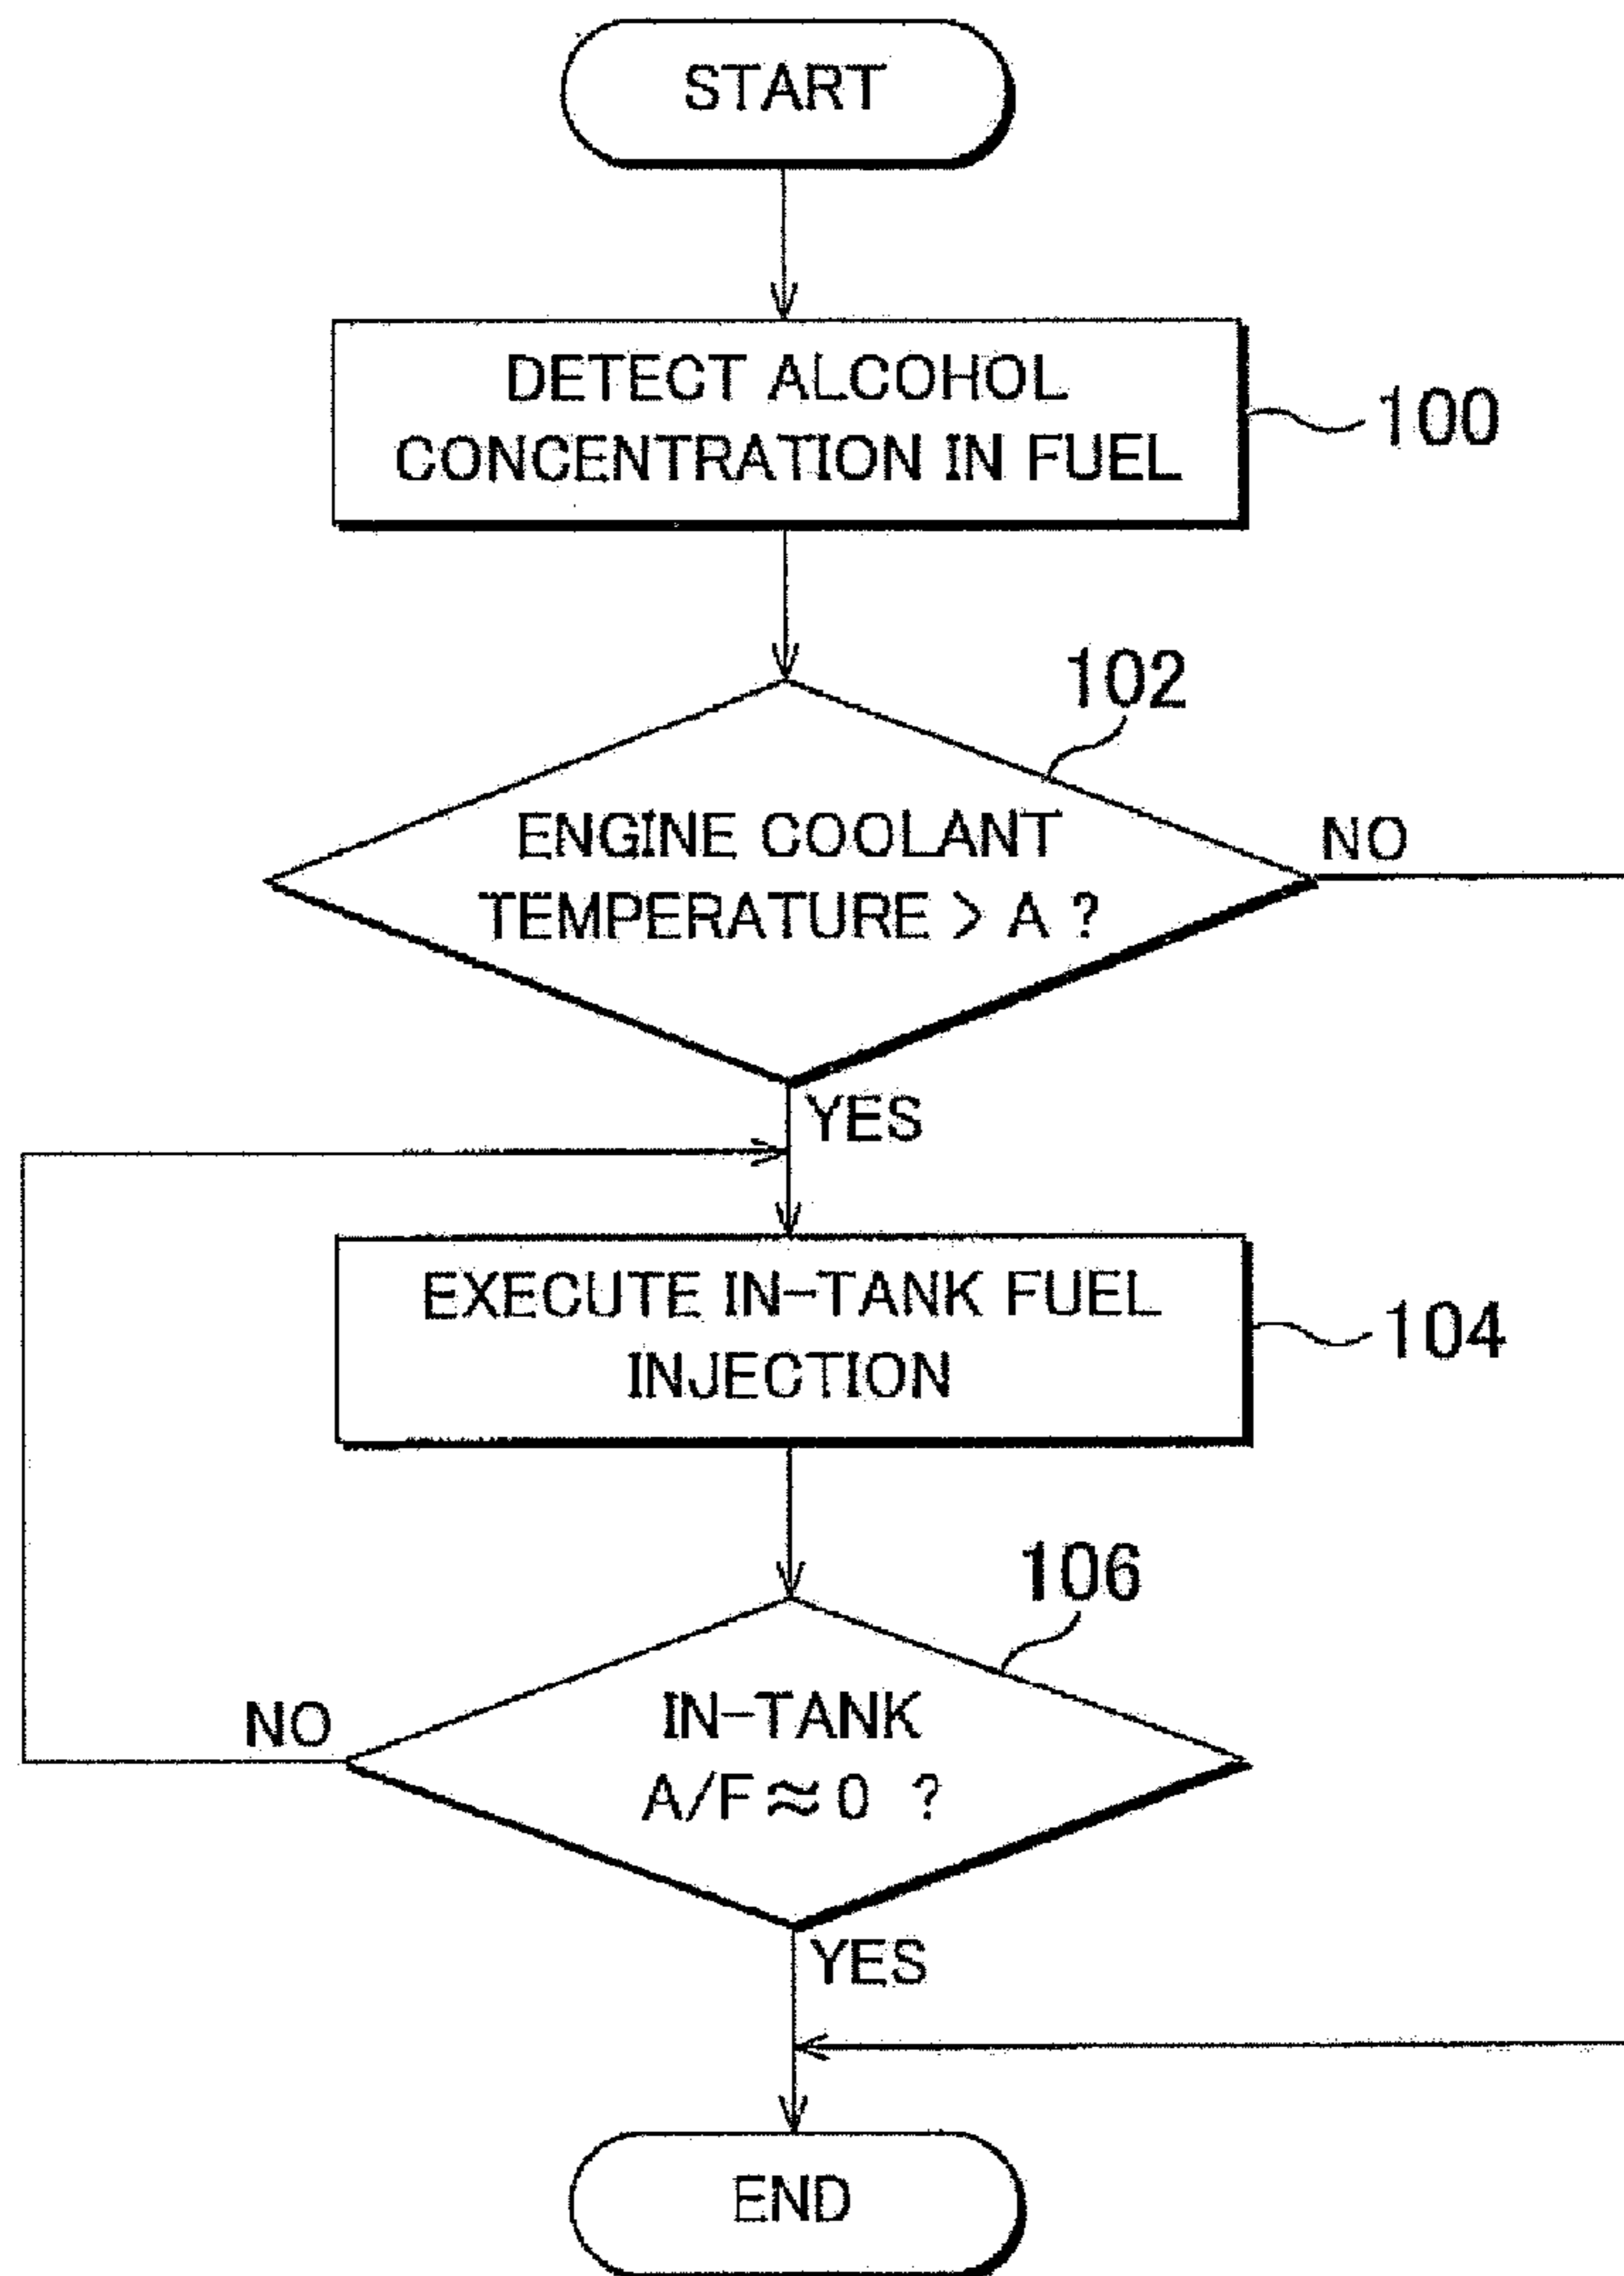 START
DETECT ALCOHOL
CONCENTRATION IN FUEL
100
102
ENGINE COOLANT
TEMPERATURE > A ?
NO
YES
EXECUTE IN-TANK FUEL
INJECTION
104
106
IN-TANK
A/F≈0 ?
NO
YES
END